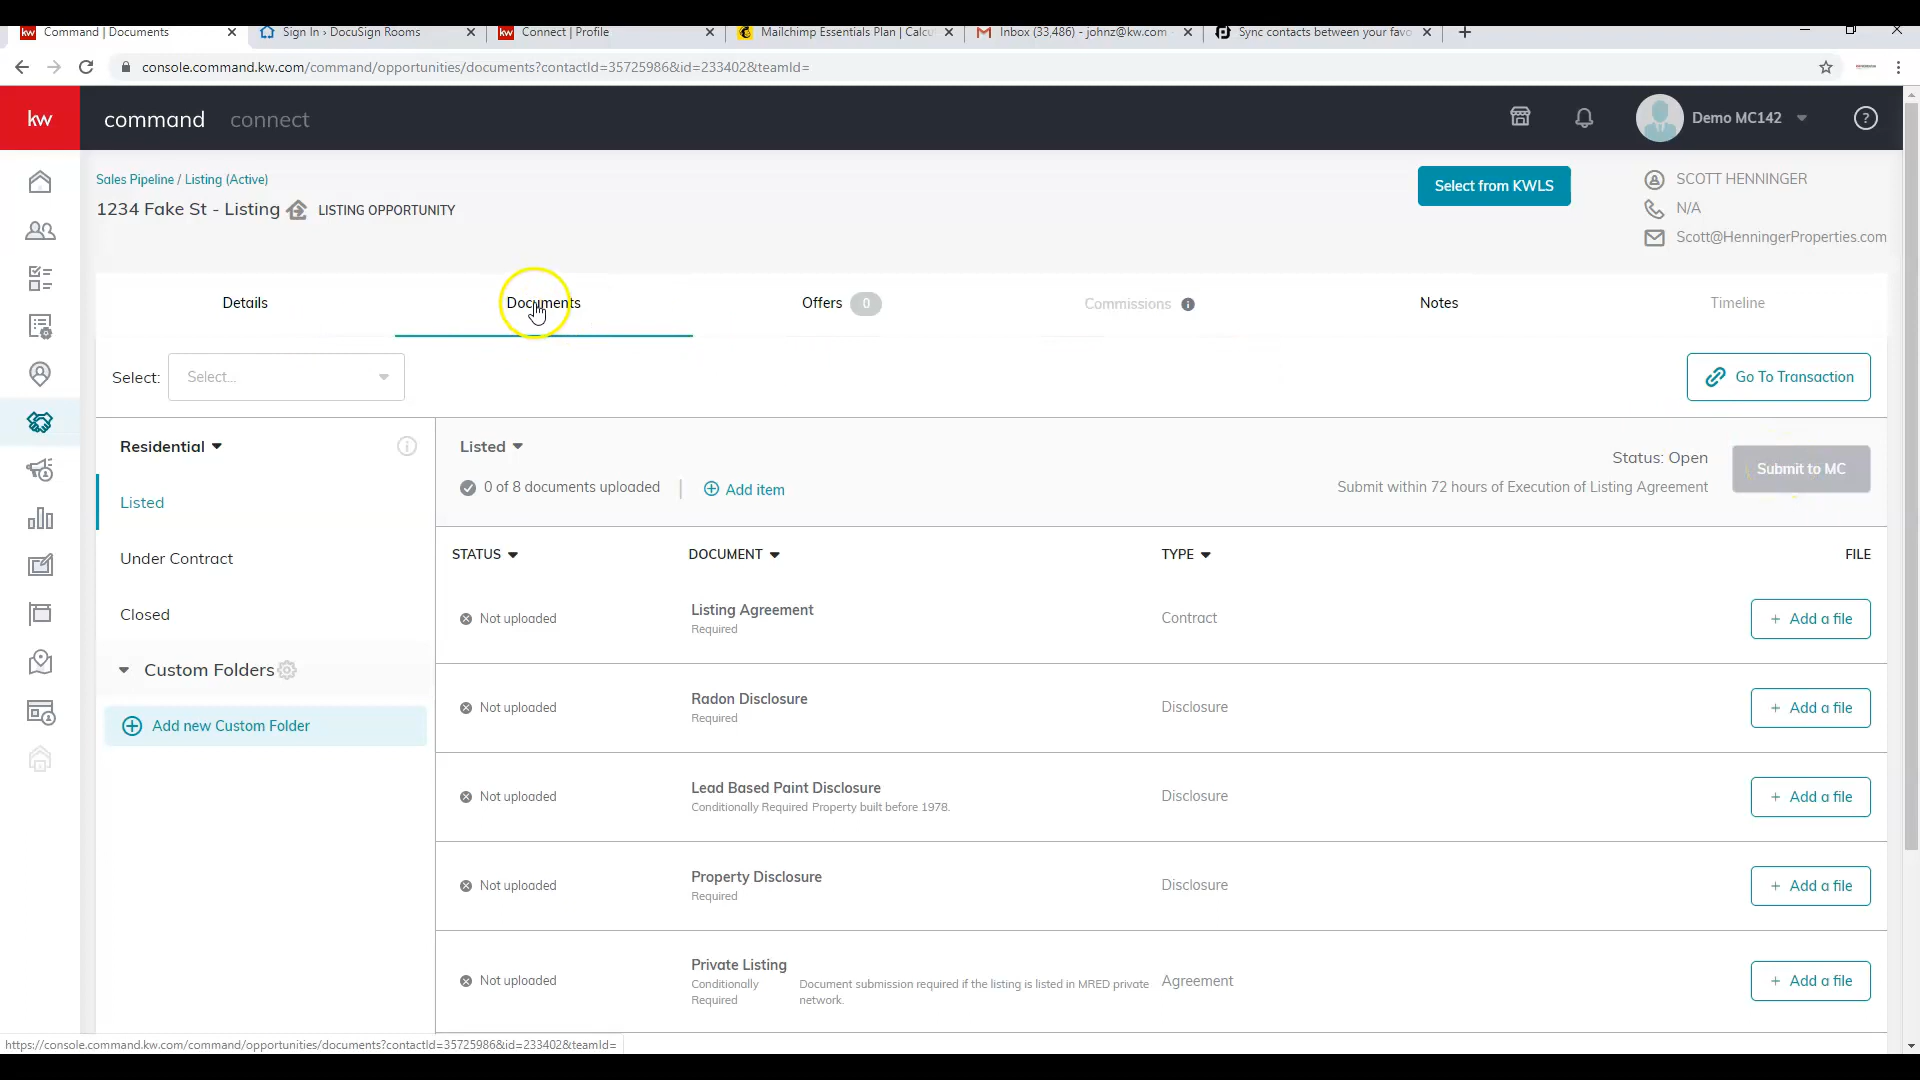 Command | Documents
Sign In › DocuSign Rooms
Connect | Profile
Mailchimp Essentials Plan | Calcu
Inbox (33,486) - johnz@kw.com
Sync contacts between your favo
console.command.kw.com/command/opportunities/documents?contactId=35725986&id=233402&teamId=
kw
command
connect
Demo MC142
Sales Pipeline / Listing (Active)
1234 Fake St - Listing
LISTING OPPORTUNITY
Select from KWLS
SCOTT HENNINGER
N/A
Scott@HenningerProperties.com
Details
Documents
Offers 0
Commissions
Notes
Timeline
Select:
Select...
Go To Transaction
Residential
Listed
Under Contract
Closed
Custom Folders
Add new Custom Folder
Listed
0 of 8 documents uploaded
Add item
Status: Open
Submit within 72 hours of Execution of Listing Agreement
Submit to MC
STATUS
DOCUMENT
TYPE
FILE
Not uploaded
Listing Agreement
Required
Contract
+ Add a file
Not uploaded
Radon Disclosure
Required
Disclosure
+ Add a file
Not uploaded
Lead Based Paint Disclosure
Conditionally Required Property built before 1978.
Disclosure
+ Add a file
Not uploaded
Property Disclosure
Required
Disclosure
+ Add a file
Not uploaded
Private Listing
Conditionally Required
Document submission required if the listing is listed in MRED private
network.
Agreement
+ Add a file
https://console.command.kw.com/command/opportunities/documents?contactId=35725986&id=233402&teamId=